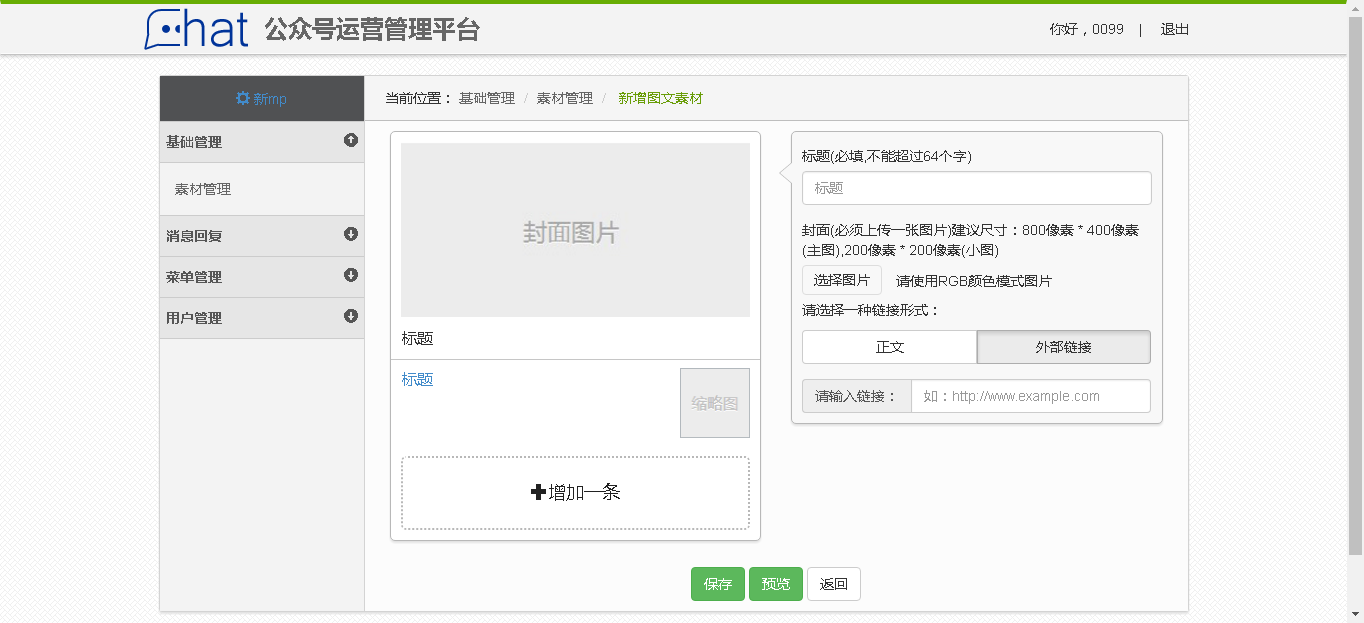 Chat 公众号运营管理平台
你好，0099 | 退出
新mp
当前位置： 基础管理 / 素材管理 / 新增图文素材
基础管理
素材管理
消息回复
菜单管理
用户管理
封面图片
标题
标题
缩略图
增加一条
标题(必填,不能超过64个字)
标题
封面(必须上传一张图片)建议尺寸：800像素 * 400像素
(主图),200像素 * 200像素(小图)
选择图片 请使用RGB颜色模式图片
请选择一种链接形式：
正文 外部链接
请输入链接： 如：http://www.example.com
保存 预览 返回